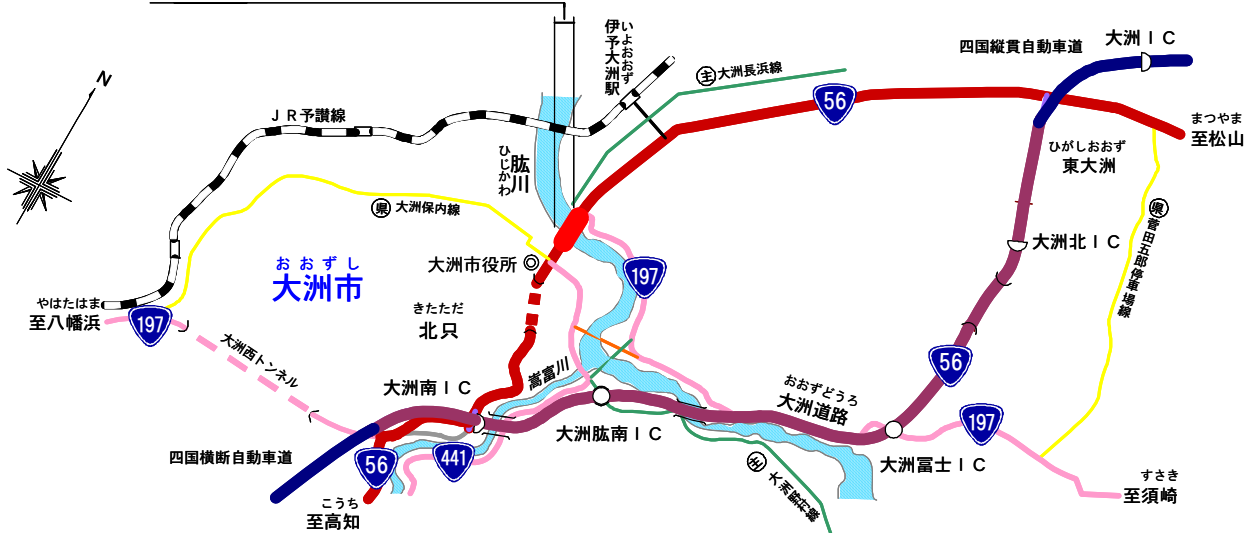 いよおおず
伊予大洲駅
主
大洲長浜線
四国縦貫自動車道
大洲ＩＣ
N
ＪＲ予讃線
56
まつやま
至松山
ひじかわ
肱川
ひがしおおず
東大洲
県
大洲保内線
県
菅田五郎停車場線
大洲北ＩＣ
おおずし
大洲市
大洲市役所
197
やはたはま
至八幡浜
197
きたただ
北只
大洲西トンネル
嵩富川
56
大洲南ＩＣ
おおずどうろ
大洲道路
大洲肱南ＩＣ
197
四国横断自動車道
56
441
主
大洲野村線
大洲冨士ＩＣ
すさき
至須崎
こうち
至高知